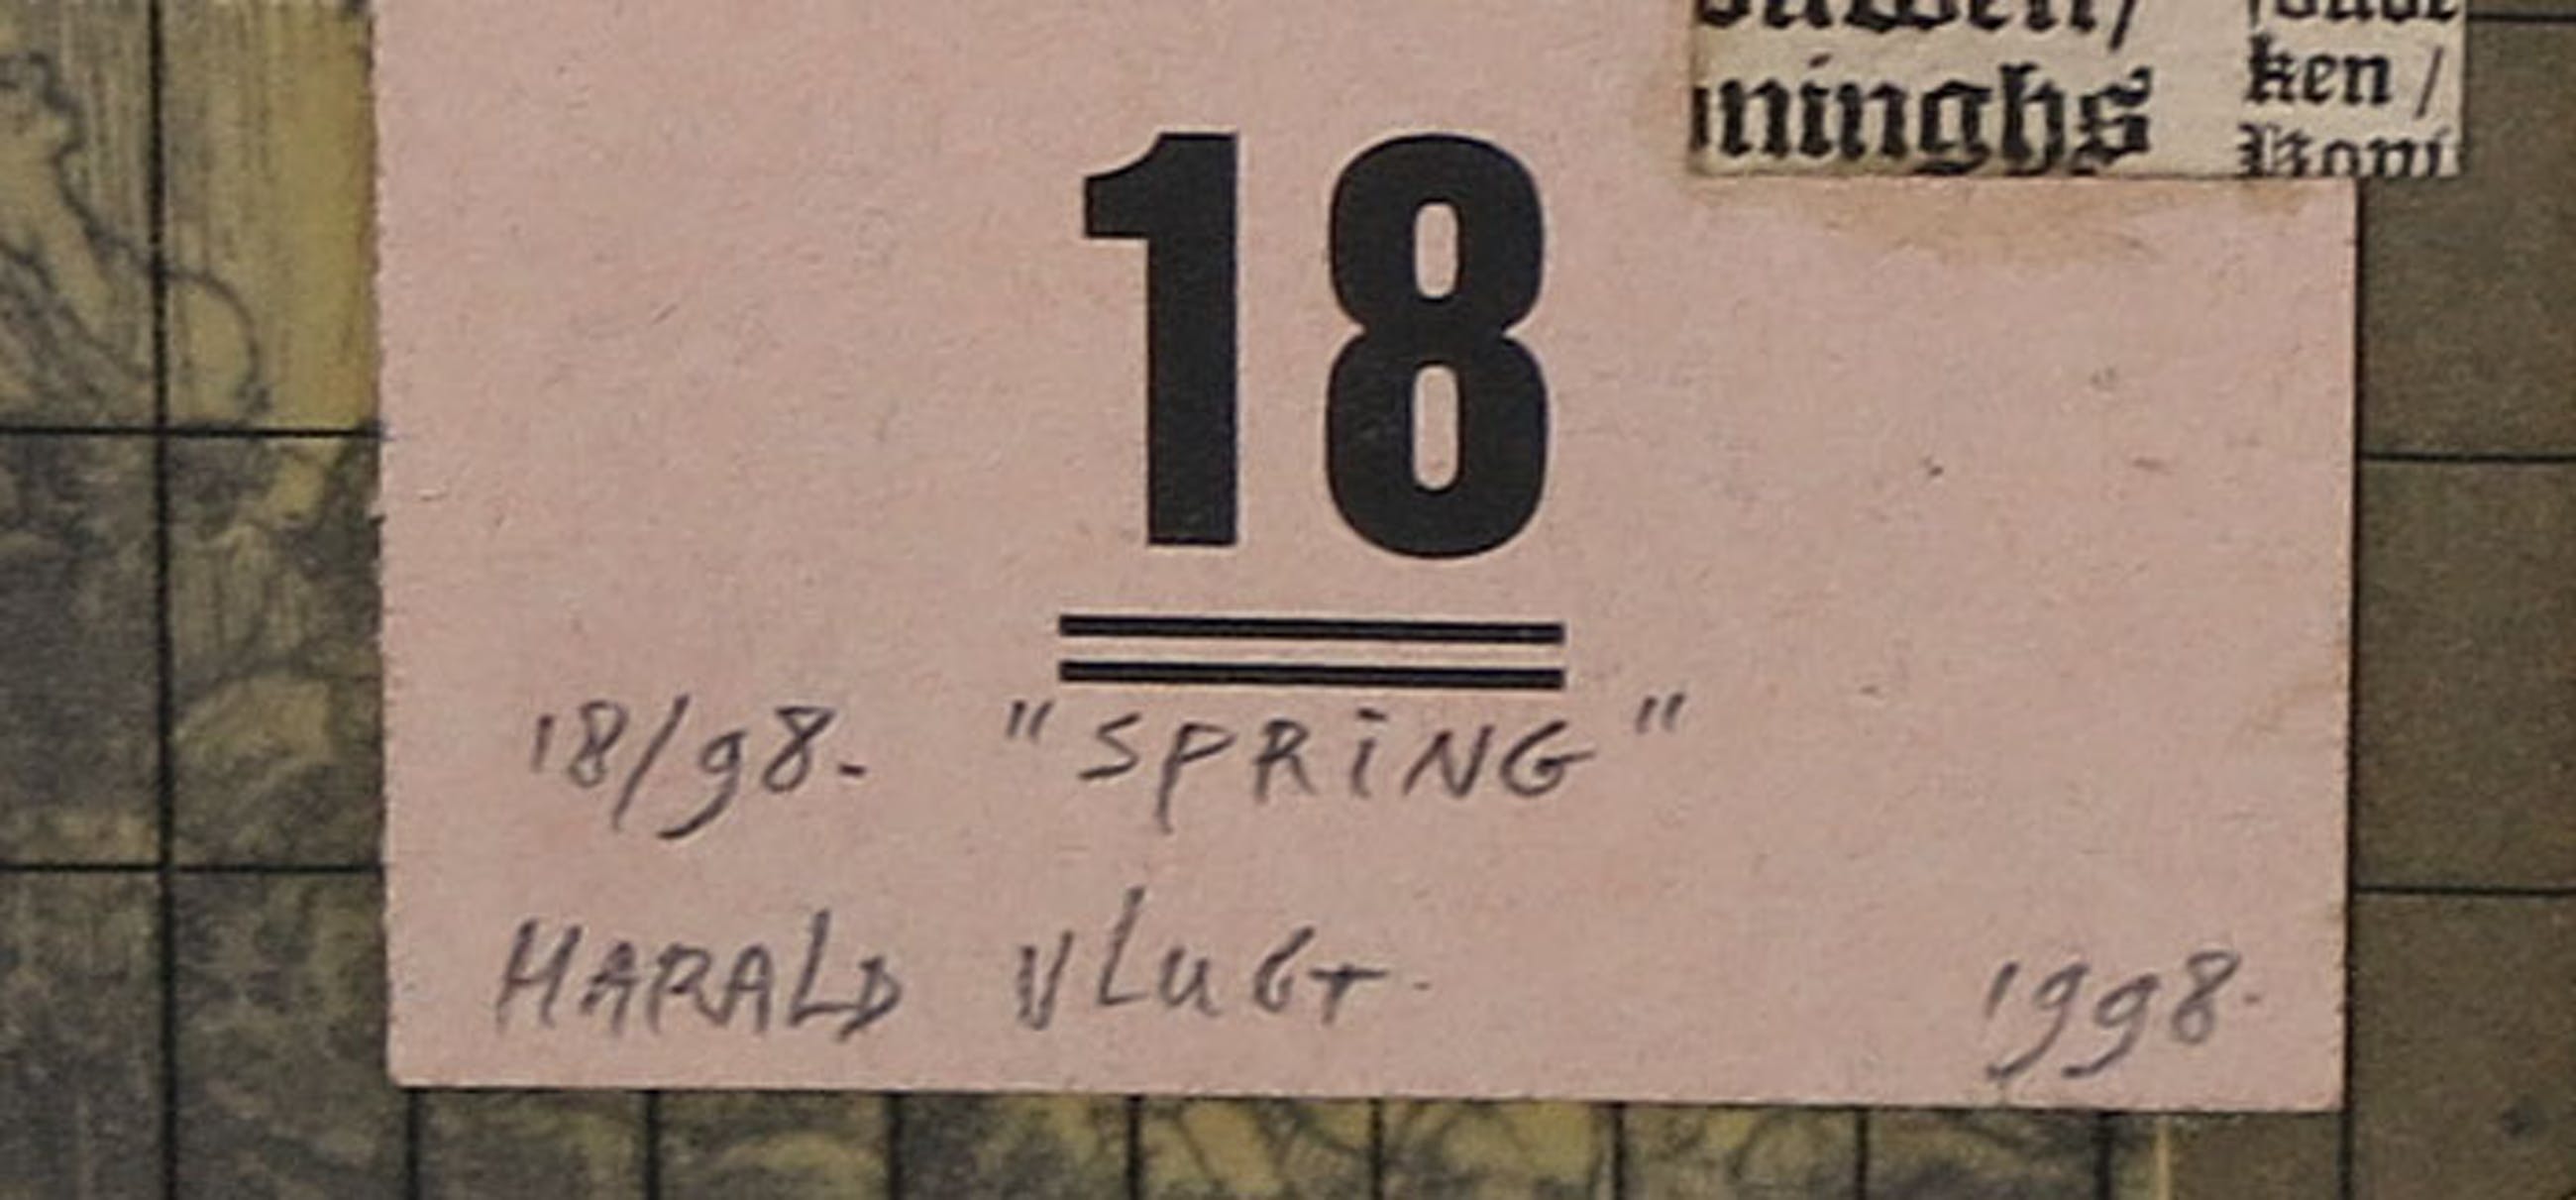 ken /
ninghs
18
18/98. "SPRiNG"
HARALD VLUGT. 1998.